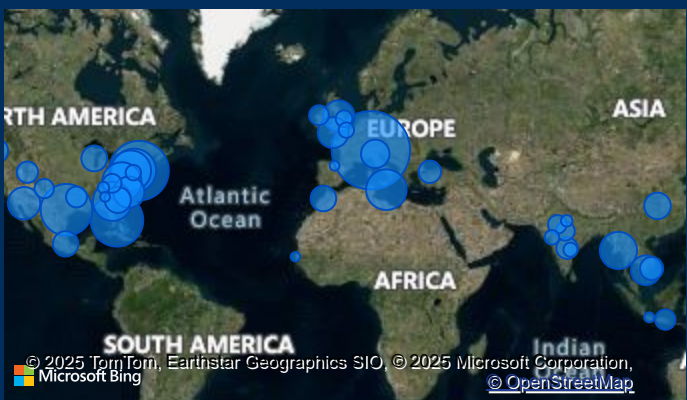 RTH AMERICA
EUROPE
ASIA
Atlantic
Ocean
AFRICA
SOUTH AMERICA
Indian
Ocean
© 2025 TomTom, Earthstar Geographics SIO, © 2025 Microsoft Corporation,
Microsoft Bing
© OpenStreetMap